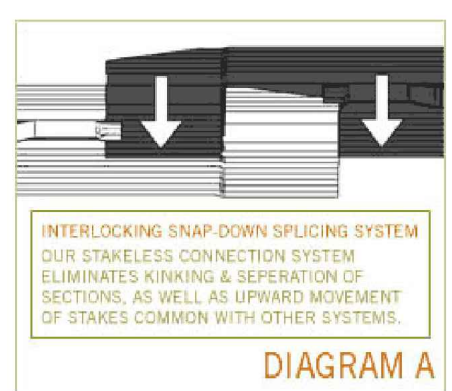 INTERLOCKING SNAP-DOWN SPLICING SYSTEM
OUR STAKELESS CONNECTION SYSTEM
ELIMINATES KINKING & SEPERATION OF
SECTIONS, AS WELL AS UPWARD MOVEMENT
OF STAKES COMMON WITH OTHER SYSTEMS.
DIAGRAM A